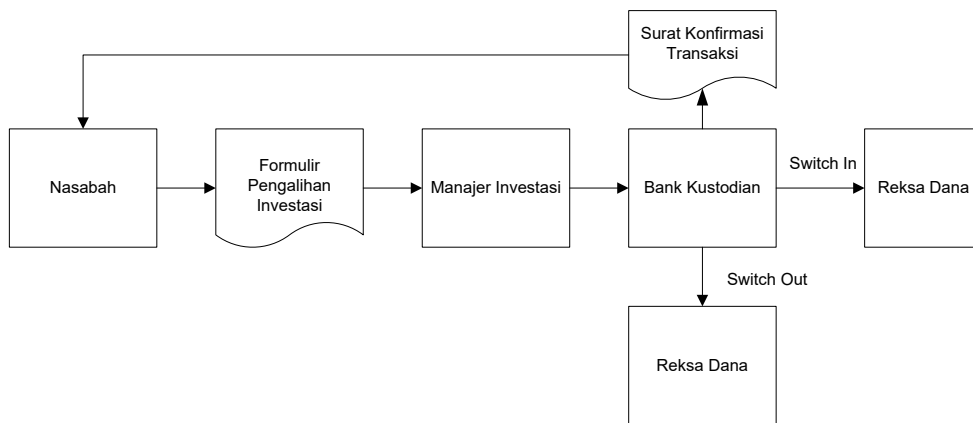 Surat Konfirmasi
Transaksi
Nasabah
Formulir
Pengalihan
Investasi
Manajer Investasi
Bank Kustodian
Switch In
Reksa Dana
Switch Out
Reksa Dana